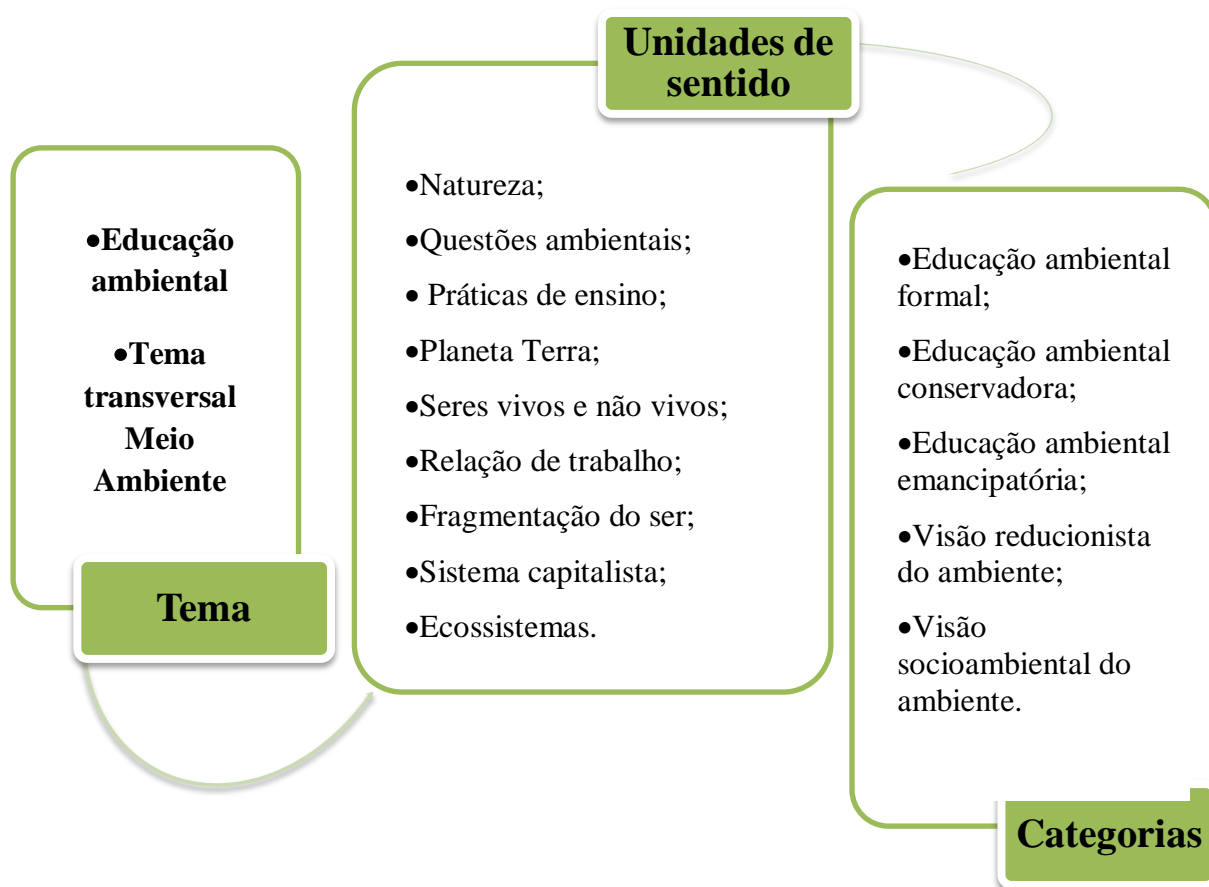 •Educação
ambiental
•Tema
transversal
Meio
Ambiente
Tema
Unidades de
sentido
•Natureza;
•Questões ambientais;
• Práticas de ensino;
•Planeta Terra;
•Seres vivos e não vivos;
•Relação de trabalho;
•Fragmentação do ser;
•Sistema capitalista;
•Ecossistemas.
•Educação ambiental
formal;
•Educação ambiental
conservadora;
•Educação ambiental
emancipatória;
•Visão reducionista
do ambiente;
•Visão
socioambiental do
ambiente.
Categorias